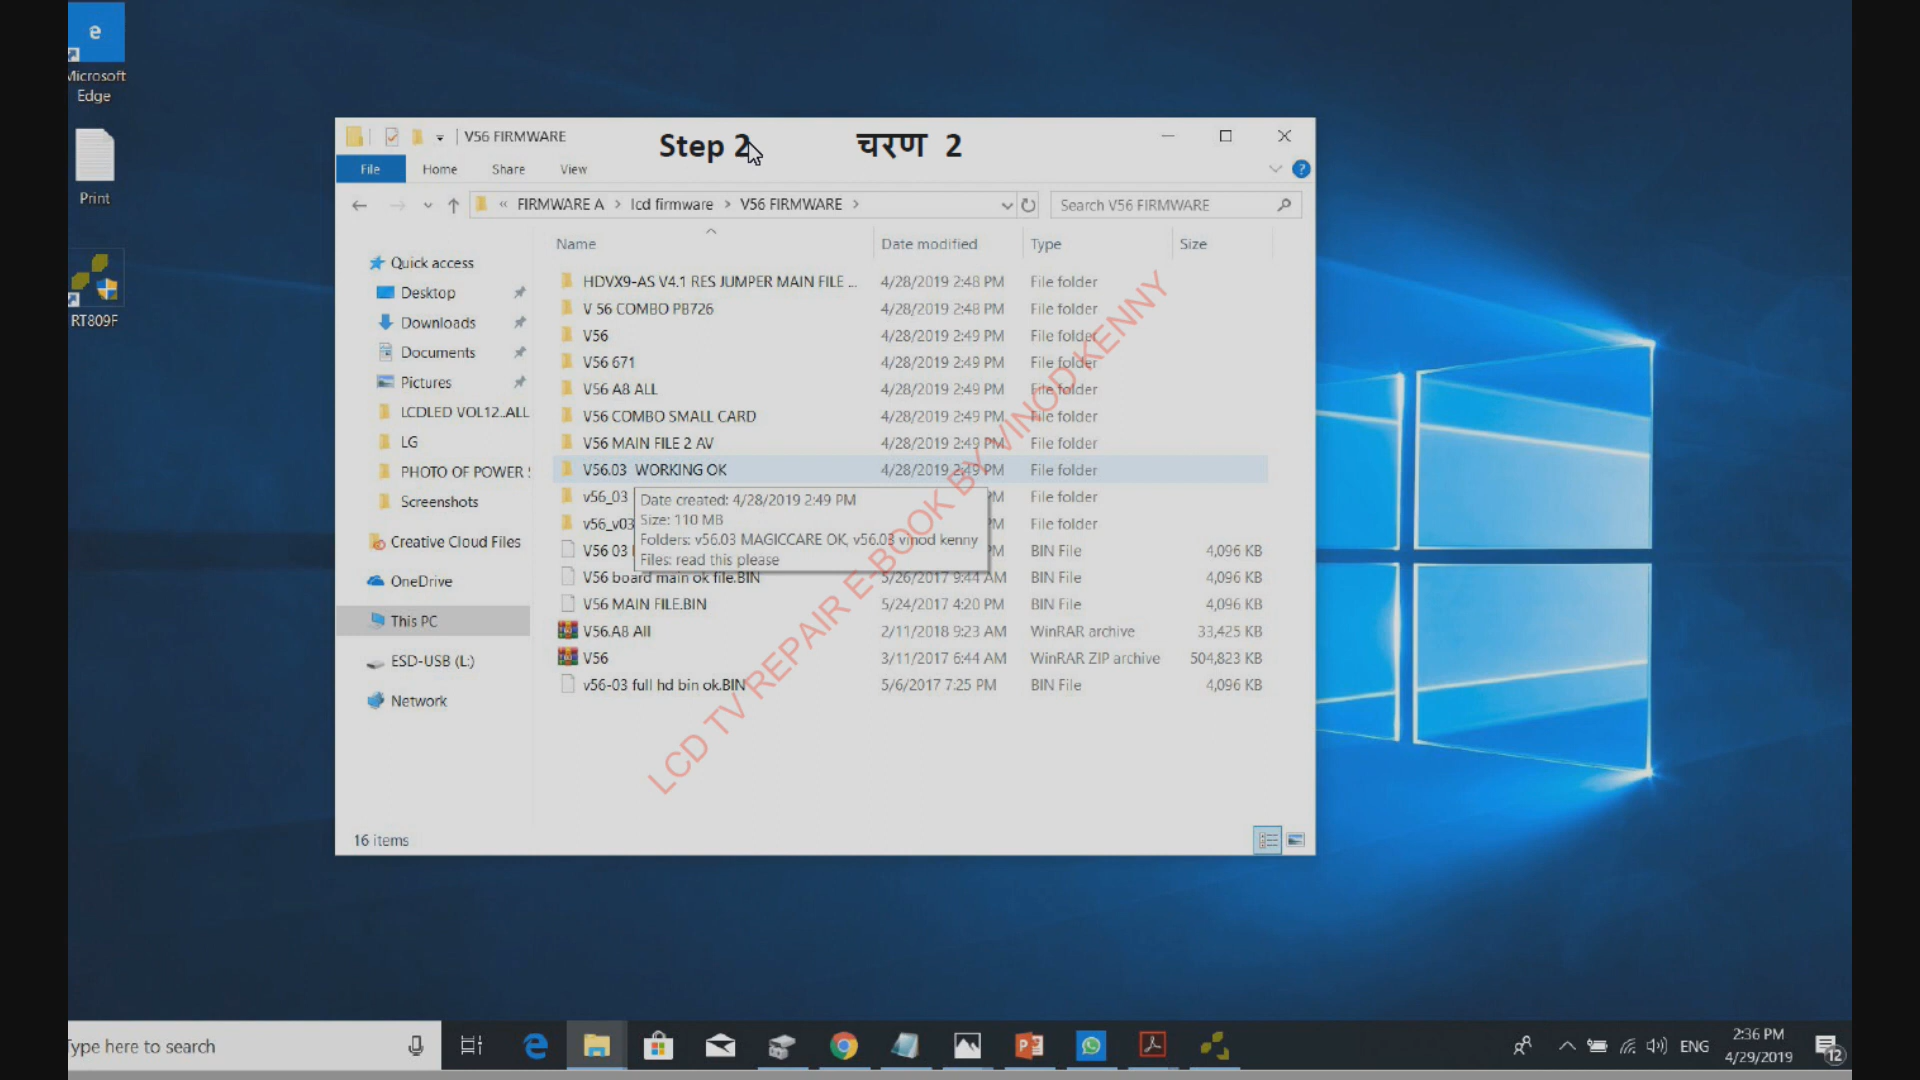 Microsoft
Edge
Print
RT809F
V56 FIRMWARE
Step 2
चरण 2
File Home Share View
« FIRMWARE A > lcd firmware > V56 FIRMWARE >
Search V56 FIRMWARE
Name Date modified Type Size
Quick access
Desktop
Downloads
Documents
Pictures
LCDLED VOL12..ALL
LG
PHOTO OF POWER
Screenshots
Creative Cloud Files
OneDrive
This PC
ESD-USB (L:)
Network
HDVX9-AS V4.1 RES JUMPER MAIN FILE ... 4/28/2019 2:48 PM File folder
V 56 COMBO PB726 4/28/2019 2:48 PM File folder
V56 4/28/2019 2:49 PM File folder
V56 671 4/28/2019 2:49 PM File folder
V56 A8 ALL 4/28/2019 2:49 PM File folder
V56 COMBO SMALL CARD 4/28/2019 2:49 PM File folder
V56 MAIN FILE 2 AV 4/28/2019 2:49 PM File folder
V56.03 WORKING OK 4/28/2019 2:49 PM File folder
v56_03 PM File folder
v56_v03 PM File folder
V56 03 PM BIN File 4,096 KB
V56 board main ok file.BIN 5/26/2017 9:44 AM BIN File 4,096 KB
V56 MAIN FILE.BIN 5/24/2017 4:20 PM BIN File 4,096 KB
V56.A8 All 2/11/2018 9:23 AM WinRAR archive 33,425 KB
V56 3/11/2017 6:44 AM WinRAR ZIP archive 504,823 KB
v56-03 full hd bin ok.BIN 5/6/2017 7:25 PM BIN File 4,096 KB
Date created: 4/28/2019 2:49 PM
Size: 110 MB
Folders: v56.03 MAGICCARE OK, v56.03 vinod kenny
Files: read this please
LCD TV REPAIR E-BOOK BY VINOD KENNY
16 items
Type here to search
ENG
2:36 PM
4/29/2019
12